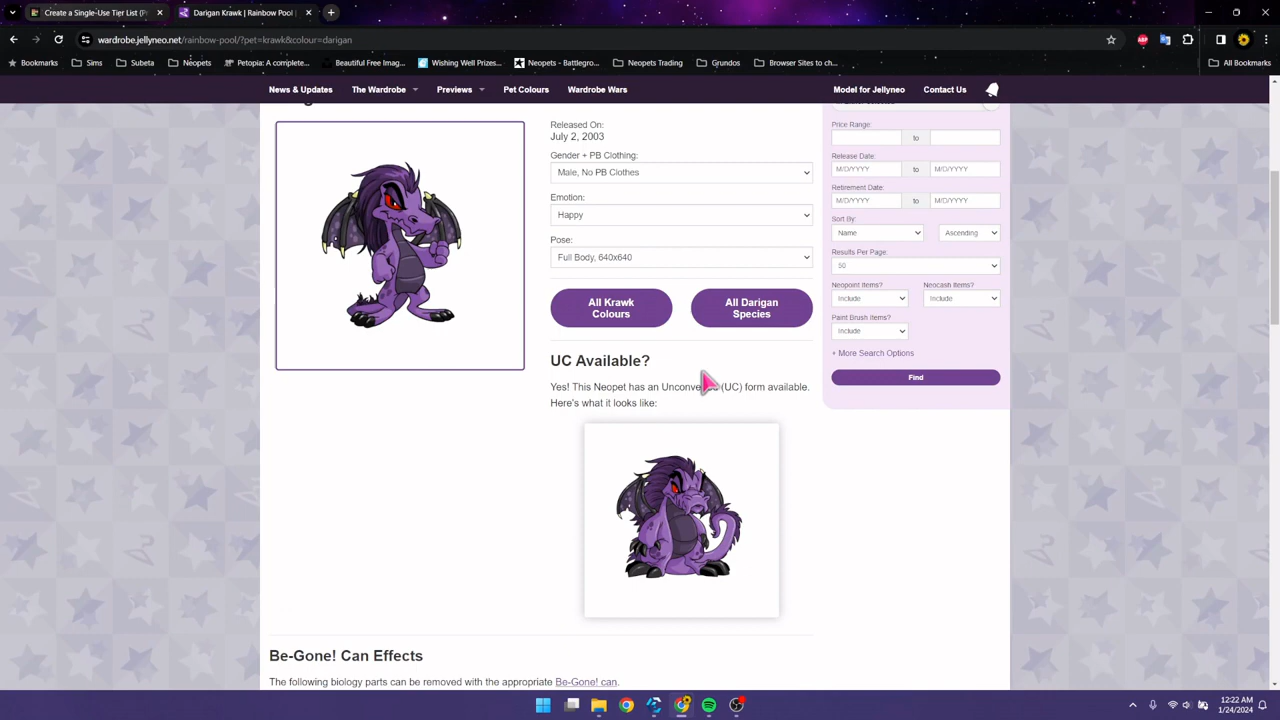 Create a Single-Use Tier List (P
Darigan Krawk | Rainbow Pool |
wardrobe.jellyneo.net/rainbow-pool/?pet=krawk&colour=darigan
Bookmarks
Sims
Subeta
Neopets
Petopia: A complete...
Beautiful Free Imag...
Wishing Well Prizes...
Neopets - Battlegro...
Neopets Trading
Grundos
Browser Sites to ch...
All Bookmarks
News & Updates
The Wardrobe
Previews
Pet Colours
Wardrobe Wars
Model for Jellyneo
Contact Us
Released On:
July 2, 2003
Gender + PB Clothing:
Male, No PB Clothes
Emotion:
Happy
Pose:
Full Body, 640x640
All Krawk
Colours
All Darigan
Species
UC Available?
Yes! This Neopet has an (UC) form available.
Here's what it looks like:
Be-Gone! Can Effects
The following biology parts can be removed with the appropriate Be-Gone! can.
Price Range:
to
Release Date:
M/D/YYYY to M/D/YYYY
Retirement Date:
M/D/YYYY to M/D/YYYY
Sort By:
Name Ascending
Results Per Page:
50
Neopoint Items? Neocash Items?
Include Include
Paint Brush Items?
Include
+ More Search Options
Find
12:22 AM
1/24/2024